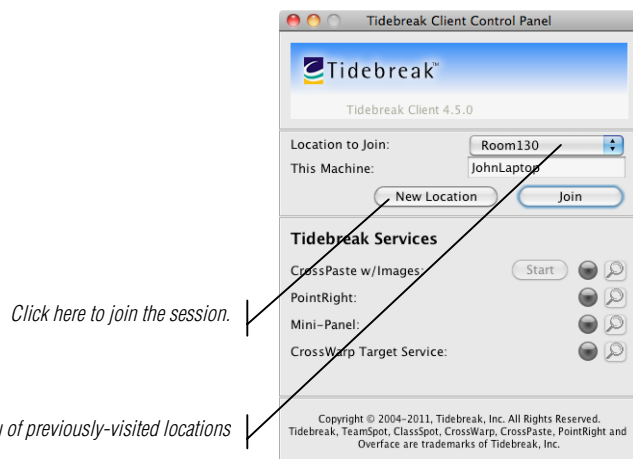 Tidebreak Client Control Panel
Tidebreak™
Tidebreak Client 4.5.0
Location to Join: Room130
This Machine: JohnLaptop
New Location Join
Tidebreak Services
CrossPaste w/Images: Start
PointRight:
Click here to join the session.
Mini-Panel:
CrossWarp Target Service:
of previously-visited locations
Copyright © 2004-2011, Tidebreak, Inc. All Rights Reserved.
Tidebreak, TeamSpot, ClassSpot, CrossWarp, CrossPaste, PointRight and
Overface are trademarks of Tidebreak, Inc.